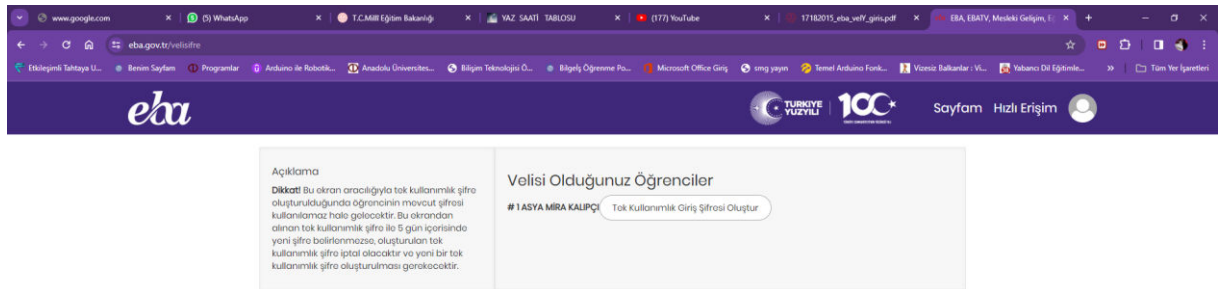 www.google.com
(5) WhatsApp
T.C.Millî Eğitim Bakanlığı
YAZ SAATİ TABLOSU
(177) YouTube
17182015_eba_velY_giris.pdf
EBA, EBATV, Mesleki Gelişim, E
eba.gov.tr/velisifre
Etkileşimli Tahtaya U...
Benim Sayfam
Programlar
Arduino ile Robotik...
Anadolu Üniversites...
Bilişim Teknolojisi Ö...
Bilgelş Öğrenme Po...
Microsoft Office Giriş
smg yayın
Temel Arduino Fonk...
Vizesiz Balkanlar : Vi...
Yabancı Dil Eğitimle...
Tüm Yer İşaretleri
eba
TÜRKİYE
YÜZYILI
100
Sayfam Hızlı Erişim
Açıklama
Dikkat! Bu ekran aracılığıyla tek kullanımlık şifre
oluşturulduğunda öğrencinin mevcut şifresi
kullanılamaz hale gelecektir. Bu ekrandan
alınan tek kullanımlık şifre ile 5 gün içerisinde
yeni şifre belirlenmezse, oluşturulan tek
kullanımlık şifre iptal olacaktır ve yeni bir tek
kullanımlık şifre oluşturulması gerekecektir.
Velisi Olduğunuz Öğrenciler
# 1 ASYA MİRA KALIPÇI Tek Kullanımlık Giriş Şifresi Oluştur